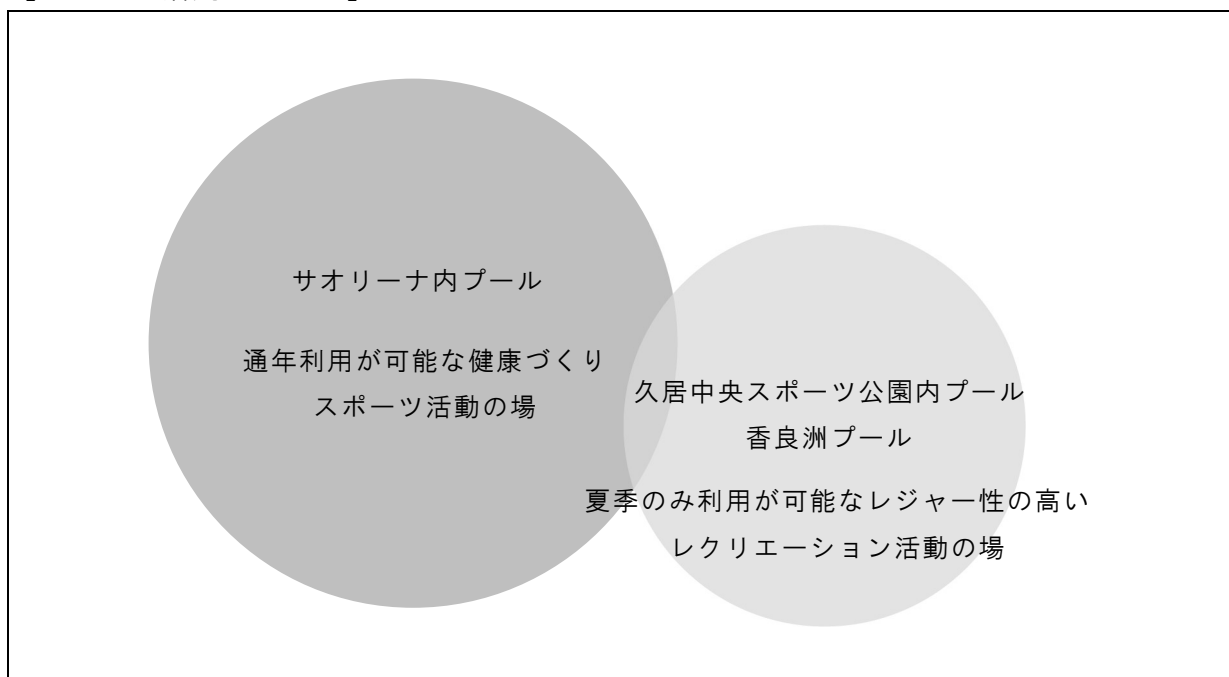 サオリーナ内プール
通年利用が可能な健康づくり
スポーツ活動の場
久居中央スポーツ公園内プール
香良洲プール
夏季のみ利用が可能なレジャー性の高い
レクリエーション活動の場